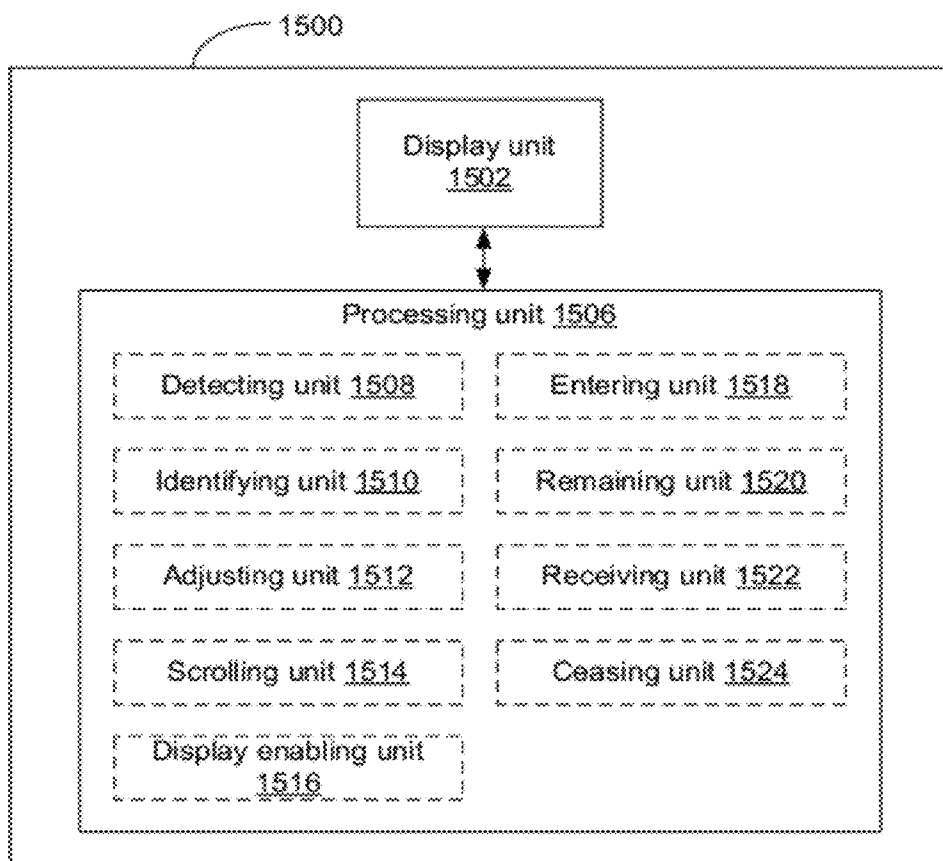 1500
Display unit
1502
Processing unit 1506
Detecting unit 1508
Entering unit 1518
Identifying unit 1510
Remaining unit 1520
Adjusting unit 1512
Receiving unit 1522
Scrolling unit 1514
Ceasing unit 1524
Display enabling unit
1516